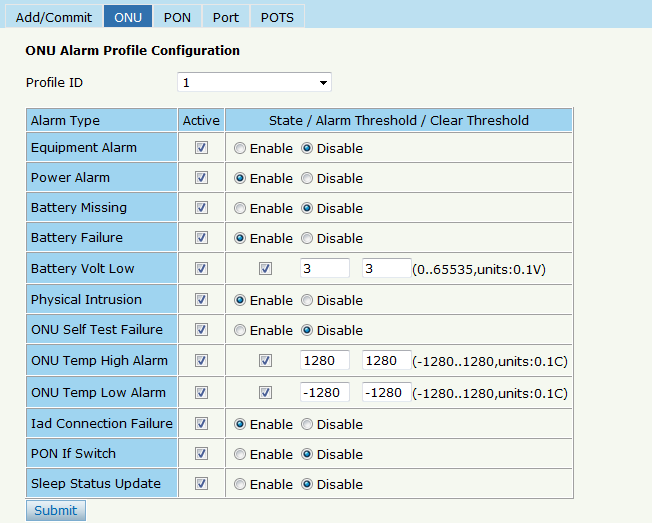 Add/Commit ONU PON Port POTS
ONU Alarm Profile Configuration
Profile ID 1
Alarm Type Active State / Alarm Threshold / Clear Threshold
Equipment Alarm Enable Disable
Power Alarm Enable Disable
Battery Missing Enable Disable
Battery Failure Enable Disable
Battery Volt Low 3 3 (0..65535,units:0.1V)
Physical Intrusion Enable Disable
ONU Self Test Failure Enable Disable
ONU Temp High Alarm 1280 1280 (-1280..1280,units:0.1C)
ONU Temp Low Alarm -1280 -1280 (-1280..1280,units:0.1C)
Iad Connection Failure Enable Disable
PON If Switch Enable Disable
Sleep Status Update Enable Disable
Submit